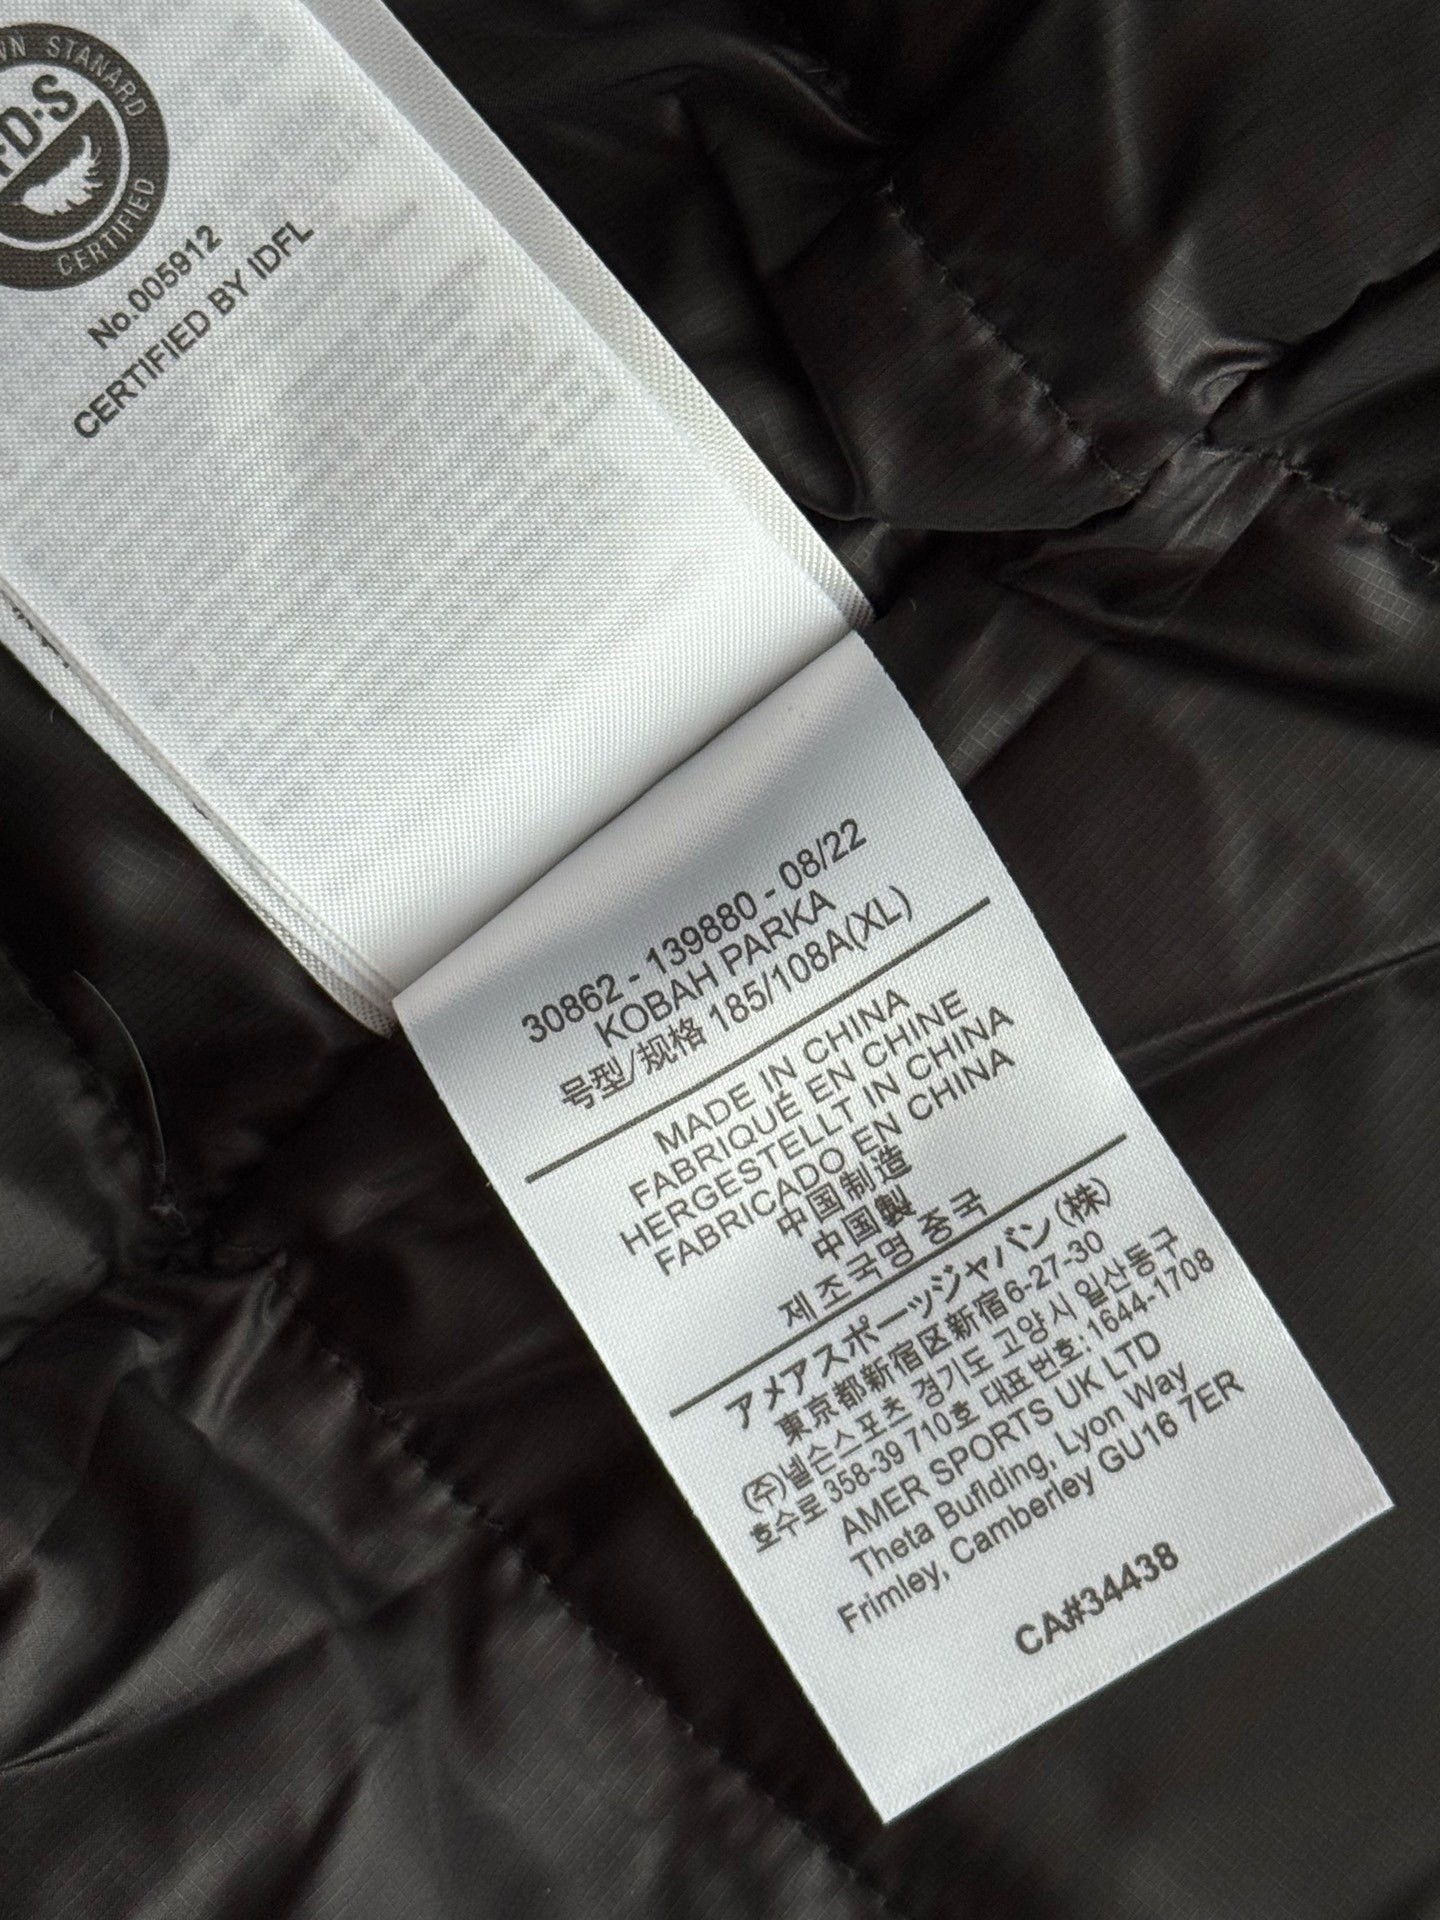 WN STANARD
D·S
CERTIFIED
No.005912
CERTIFIED BY IDFL
30862 - 139880 - 08/22
KOBAH PARKA
号型/规格 185/108A(XL)
MADE IN CHINA
FABRIQUÉ EN CHINE
HERGESTELLT IN CHINA
FABRICADO EN CHINA
中国制造
中国製
제조국명 중국
アメアスポーツジャパン(株)
東京都新宿区新宿6-27-30
(주)넬슨스포츠 경기도 고양시 일산동구
호수로 358-39 710호 대표번호: 1644-1708
AMER SPORTS UK LTD
Theta Buflding, Lyon Way
Frimley, Camberley GU16 7ER
CA#34438